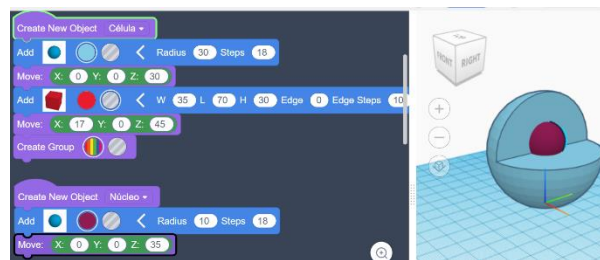 Create New Object Célula
Add Radius 30 Steps 18
Move: X: 0 Y: 0 Z: 30
Add W 35 L 70 H 30 Edge 0 Edge Steps 10
Move: X: 17 Y: 0 Z: 45
Create Group
Create New Object Núcleo
Add Radius 10 Steps 18
Move: X: 0 Y: 0 Z: 35
FRONT
RIGHT